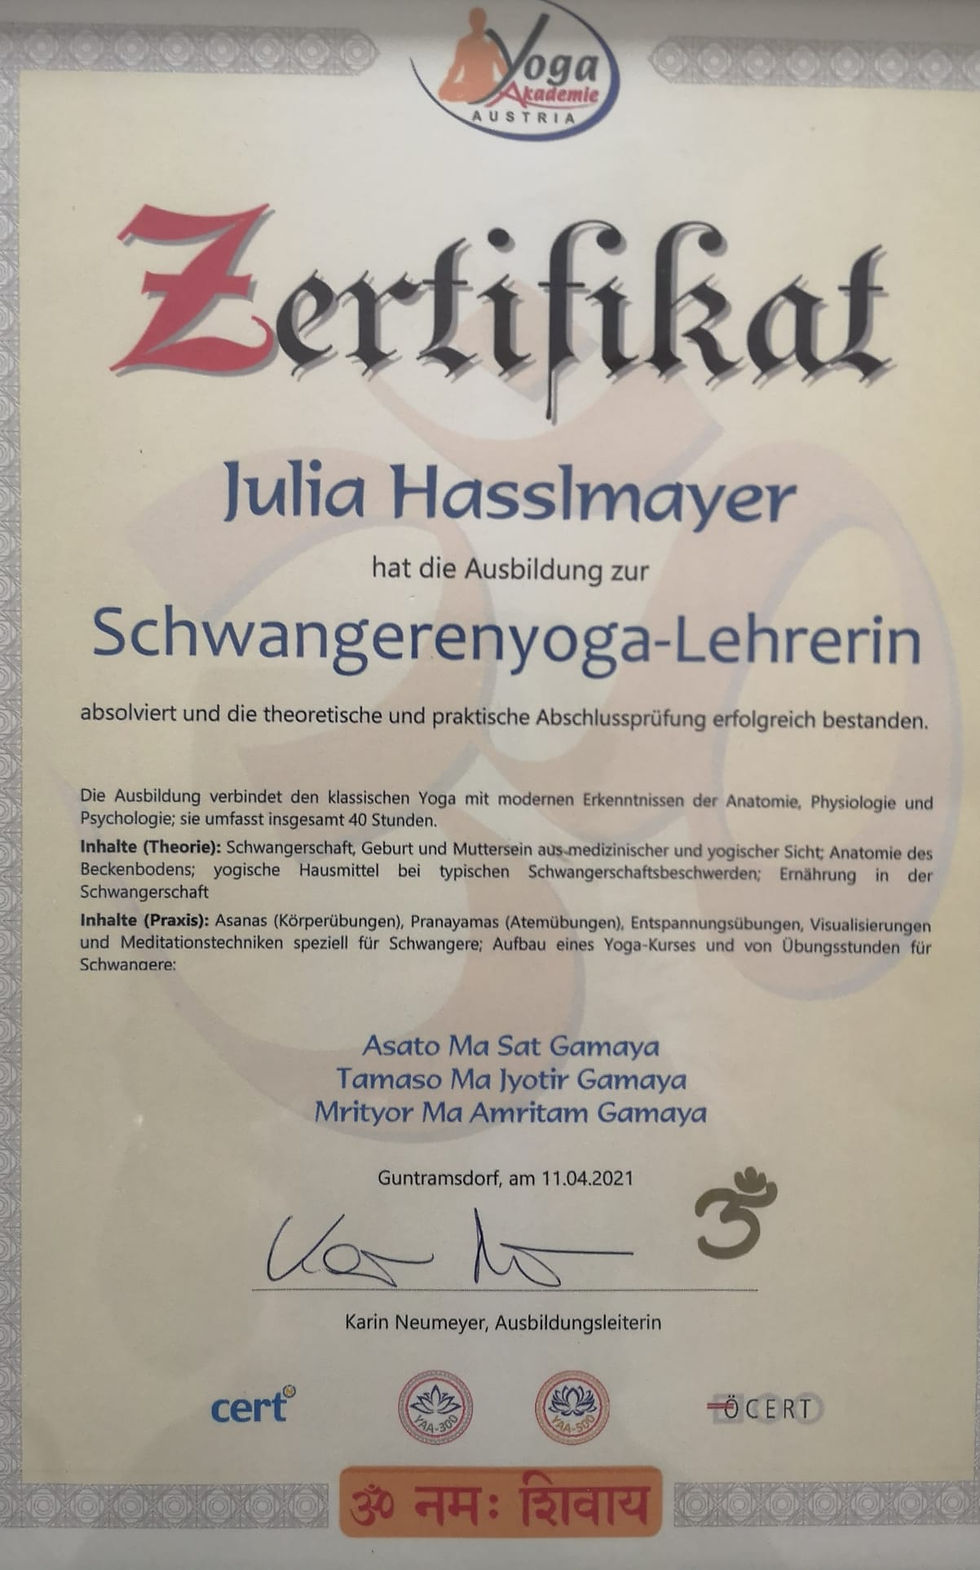 Yoga
Akademie
AUSTRIA
Zertifikat
Julia Hasslmayer
hat die Ausbildung zur
Schwangerenyoga-Lehrerin
absolviert und die theoretische und praktische Abschlussprüfung erfolgreich bestanden.
Die Ausbildung verbindet den klassischen Yoga mit modernen Erkenntnissen der Anatomie, Physiologie und
Psychologie; sie umfasst insgesamt 40 Stunden.
Inhalte (Theorie): Schwangerschaft, Geburt und Muttersein aus medizinischer und yogischer Sicht; Anatomie des
Beckenbodens; yogische Hausmittel bei typischen Schwangerschaftsbeschwerden; Ernährung in der
Schwangerschaft
Inhalte (Praxis): Asanas (Körperübungen), Pranayamas (Atemübungen), Entspannungsübungen, Visualisierungen
und Meditationstechniken speziell für Schwangere; Aufbau eines Yoga-Kurses und von Übungsstunden für
Schwangere;
Asato Ma Sat Gamaya
Tamaso Ma Jyotir Gamaya
Mrityor Ma Amritam Gamaya
Guntramsdorf, am 11.04.2021
ॐ
Karin Neumeyer, Ausbildungsleiterin
cert
YAA-300
YAA-500
ÖCERT
ॐ नमः शिवाय